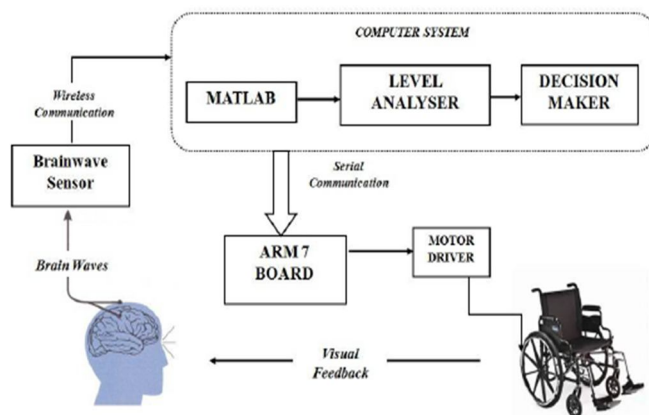 COMPUTER SYSTEM
MATLAB
LEVEL
ANALYSER
DECISION
MAKER
Wireless
Communication
Brainwave
Sensor
Serial
Communication
Brain Waves
ARM 7
BOARD
MOTOR
DRIVER
Visual
Feedback